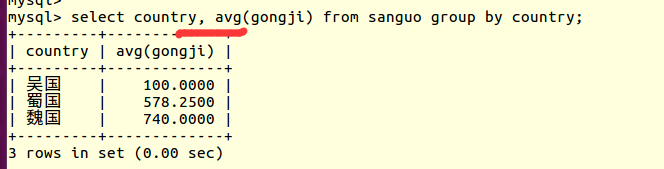 mysql>
mysql> select country, avg(gongji) from sanguo group by country;
+---------+-------------+
| country | avg(gongji) |
+---------+-------------+
| 吴国    |    100.0000 |
| 蜀国    |    578.2500 |
| 魏国    |    740.0000 |
+---------+-------------+
3 rows in set (0.00 sec)